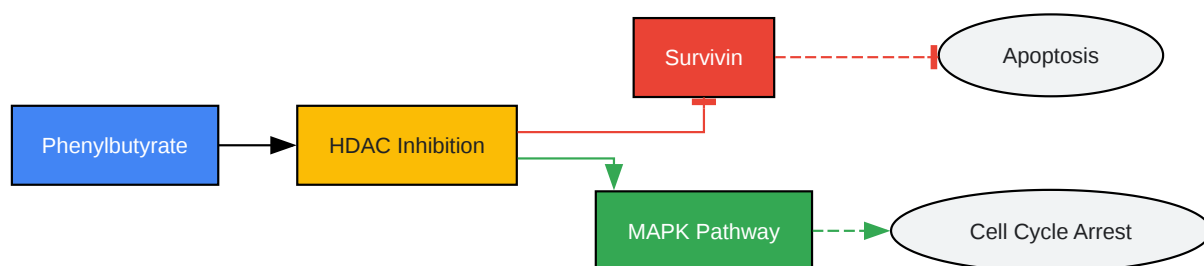 Survivin
Apoptosis
Phenylbutyrate
HDAC Inhibition
MAPK Pathway
Cell Cycle Arrest